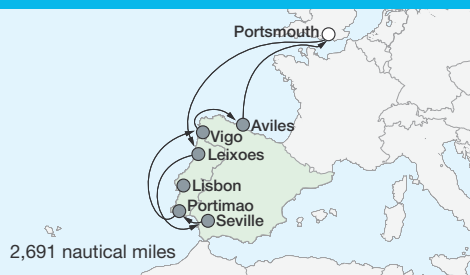 Portsmouth
Aviles
Vigo
Leixoes
Lisbon
Portimao
Seville
2,691 nautical miles